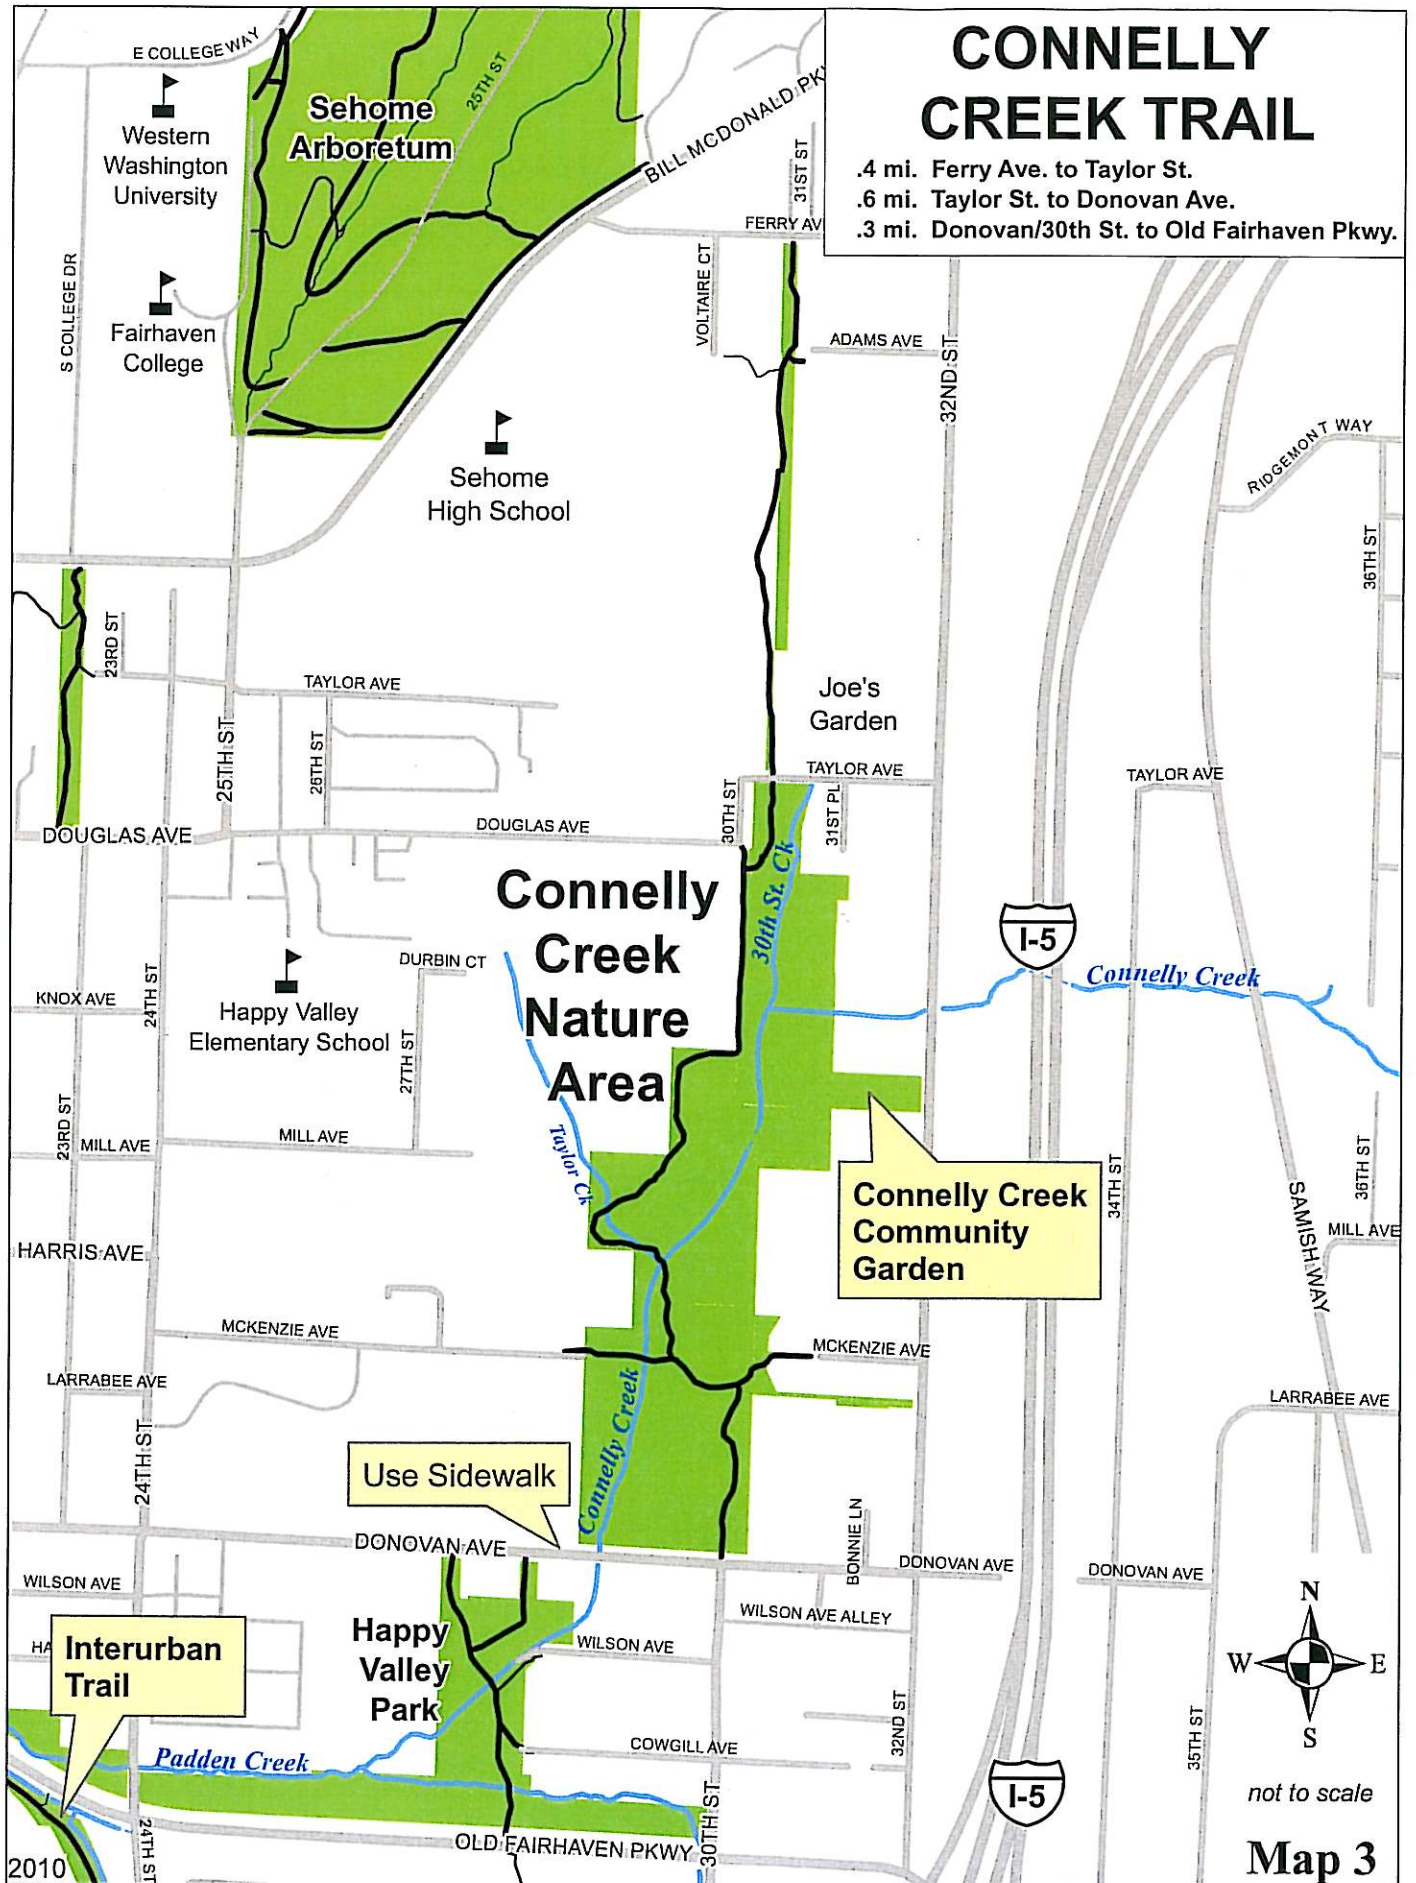 CONNELLY
CREEK TRAIL
.4 mi. Ferry Ave. to Taylor St.
.6 mi. Taylor St. to Donovan Ave.
.3 mi. Donovan/30th St. to Old Fairhaven Pkwy.
E COLLEGE WAY
Western
Washington
University
Sehome
Arboretum
25TH ST
BILL MCDONALD PKW
31ST ST
FERRY AV
VOLTAIRE CT
S COLLEGE DR
Fairhaven
College
ADAMS AVE
32ND ST
Sehome
High School
RIDGEMONT WAY
36TH ST
23RD ST
TAYLOR AVE
25TH ST
26TH ST
Joe's
Garden
TAYLOR AVE
TAYLOR AVE
30TH ST
31ST PL
DOUGLAS AVE
DOUGLAS AVE
Connelly
Creek
Nature
Area
30th St. Ck
I-5
Connelly Creek
DURBIN CT
24TH ST
KNOX AVE
Happy Valley
Elementary School
27TH ST
23RD ST
MILL AVE
MILL AVE
Taylor Ck
Connelly Creek
Community
Garden
34TH ST
36TH ST
SAMISH WAY
MILL AVE
HARRIS AVE
MCKENZIE AVE
MCKENZIE AVE
LARRABEE AVE
LARRABEE AVE
24TH ST
Connelly Creek
Use Sidewalk
DONOVAN AVE
BONNIE LN
DONOVAN AVE
DONOVAN AVE
WILSON AVE
WILSON AVE ALLEY
Happy
Valley
Park
WILSON AVE
HA
Interurban
Trail
N
W
E
S
32ND ST
35TH ST
COWGILL AVE
Padden Creek
I-5
not to scale
30TH ST
24TH ST
OLD FAIRHAVEN PKWY
Map 3
2010